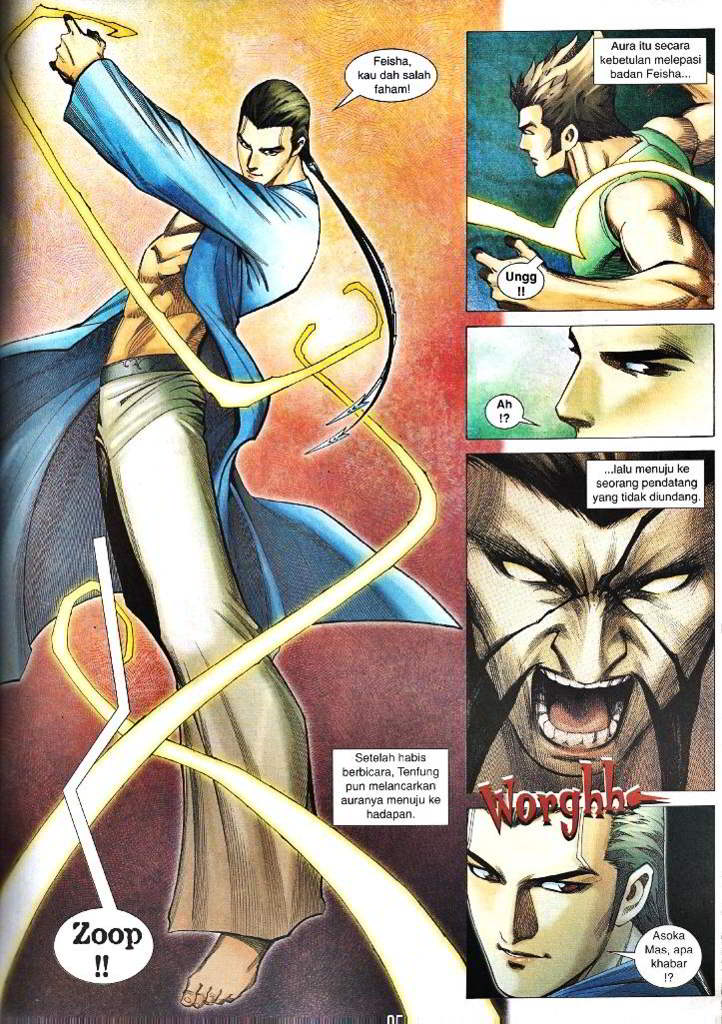 Feisha,
kau dah salah
faham!
Setelah habis
berbicara, Tenfung
pun melancarkan
auranya menuju ke
hadapan.
Zoop
!!
Aura itu secara
kebetulan melepasi
badan Feisha...
Ungg
!!
Ah
!?
...lalu menuju ke
seorang pendatang
yang tidak diundang.
Worghh
Asoka
Mas, apa
khabar
!?